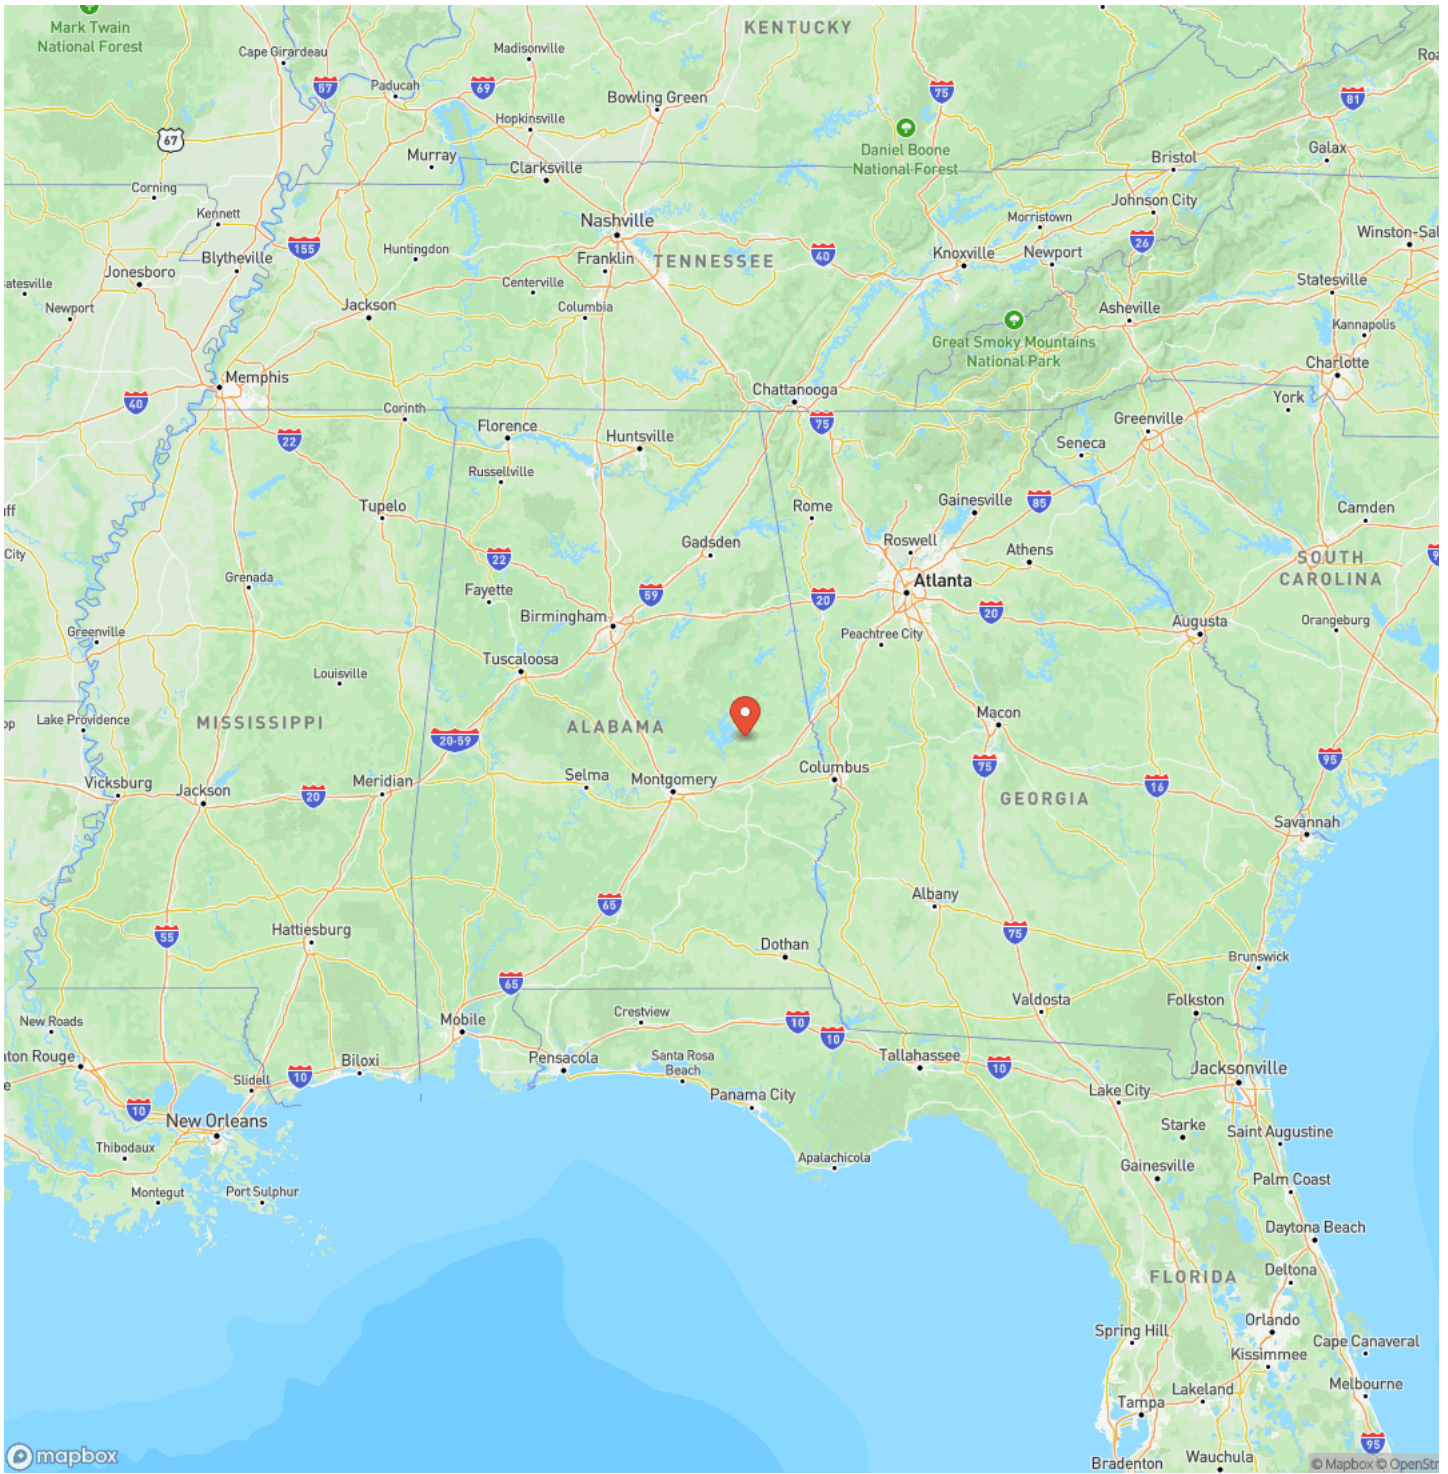 Mark Twain
National Forest
Cape Girardeau
Madisonville
KENTUCKY
57
Paducah
69
75
81
Roa
Bowling Green
Hopkinsville
67
Murray
Clarksville
Daniel Boone
National Forest
Bristol
Galax
Corning
Kennett
Nashville
Johnson City
Morristown
155
Huntingdon
Franklin
TENNESSEE
40
Knoxville
Newport
26
Winston-Sal
Jonesboro
Blytheville
atesville
Newport
Jackson
Centerville
Columbia
Asheville
Statesville
Kannapolis
Great Smoky Mountains
National Park
Charlotte
Memphis
40
Chattanooga
York
Corinth
22
Florence
Huntsville
75
Greenville
Seneca
Russellville
Tupelo
Rome
Gainesville
85
Camden
uff
City
Gadsden
Roswell
Athens
SOUTH
CAROLINA
9
22
Grenada
Fayette
59
20
Atlanta
20
Birmingham
Augusta
Orangeburg
Greenville
Peachtree City
Tuscaloosa
Louisville
op
Lake Providence
MISSISSIPPI
ALABAMA
Macon
20-59
Vicksburg
Jackson
20
Meridian
Selma
Montgomery
Columbus
75
16
95
GEORGIA
Savannah
65
Albany
55
Hattiesburg
75
Dothan
Brunswick
65
New Roads
Mobile
Crestview
10
10
Valdosta
Folkston
ton Rouge
e
Slidell
10
Biloxi
Pensacola
Santa Rosa
Beach
Tallahassee
10
Jacksonville
Panama City
Lake City
10
New Orleans
Starke
Saint Augustine
Thibodaux
Apalachicola
Gainesville
Palm Coast
Montegut
Port Sulphur
Daytona Beach
FLORIDA
Deltona
Orlando
Spring Hill
Cape Canaveral
Kissimmee
Lakeland
Melbourne
Tampa
95
Bradenton
Wauchula
mapbox
© Mapbox © OpenStr